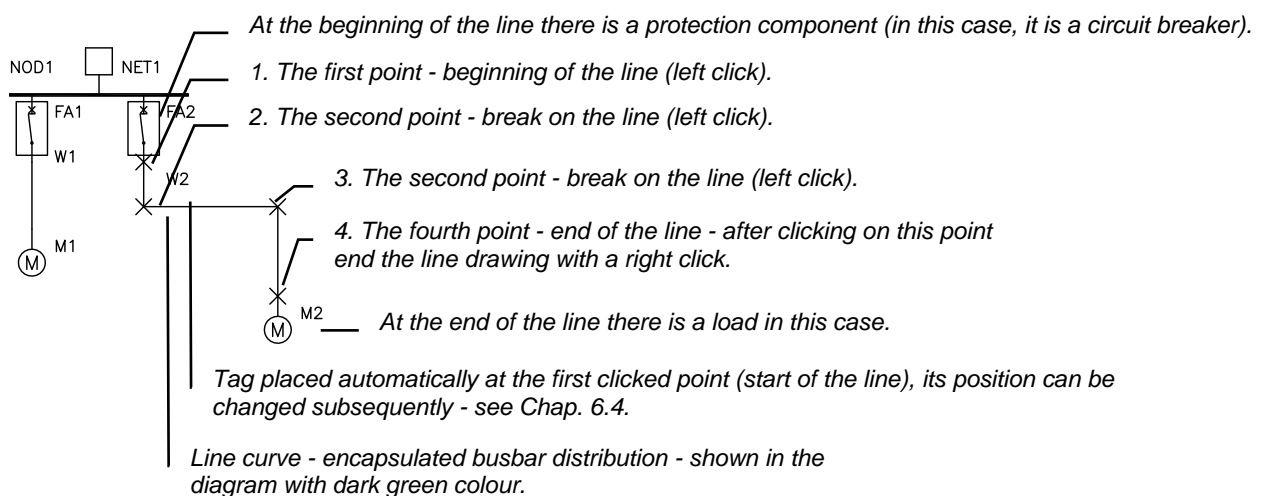 At the beginning of the line there is a protection component (in this case, it is a circuit breaker).
NOD1
NET1
1. The first point - beginning of the line (left click).
FA1
FA2
2. The second point - break on the line (left click).
W1
W2
3. The second point - break on the line (left click).
4. The fourth point - end of the line - after clicking on this point
end the line drawing with a right click.
M1
M
M2
M
At the end of the line there is a load in this case.
Tag placed automatically at the first clicked point (start of the line), its position can be
changed subsequently - see Chap. 6.4.
Line curve - encapsulated busbar distribution - shown in the
diagram with dark green colour.